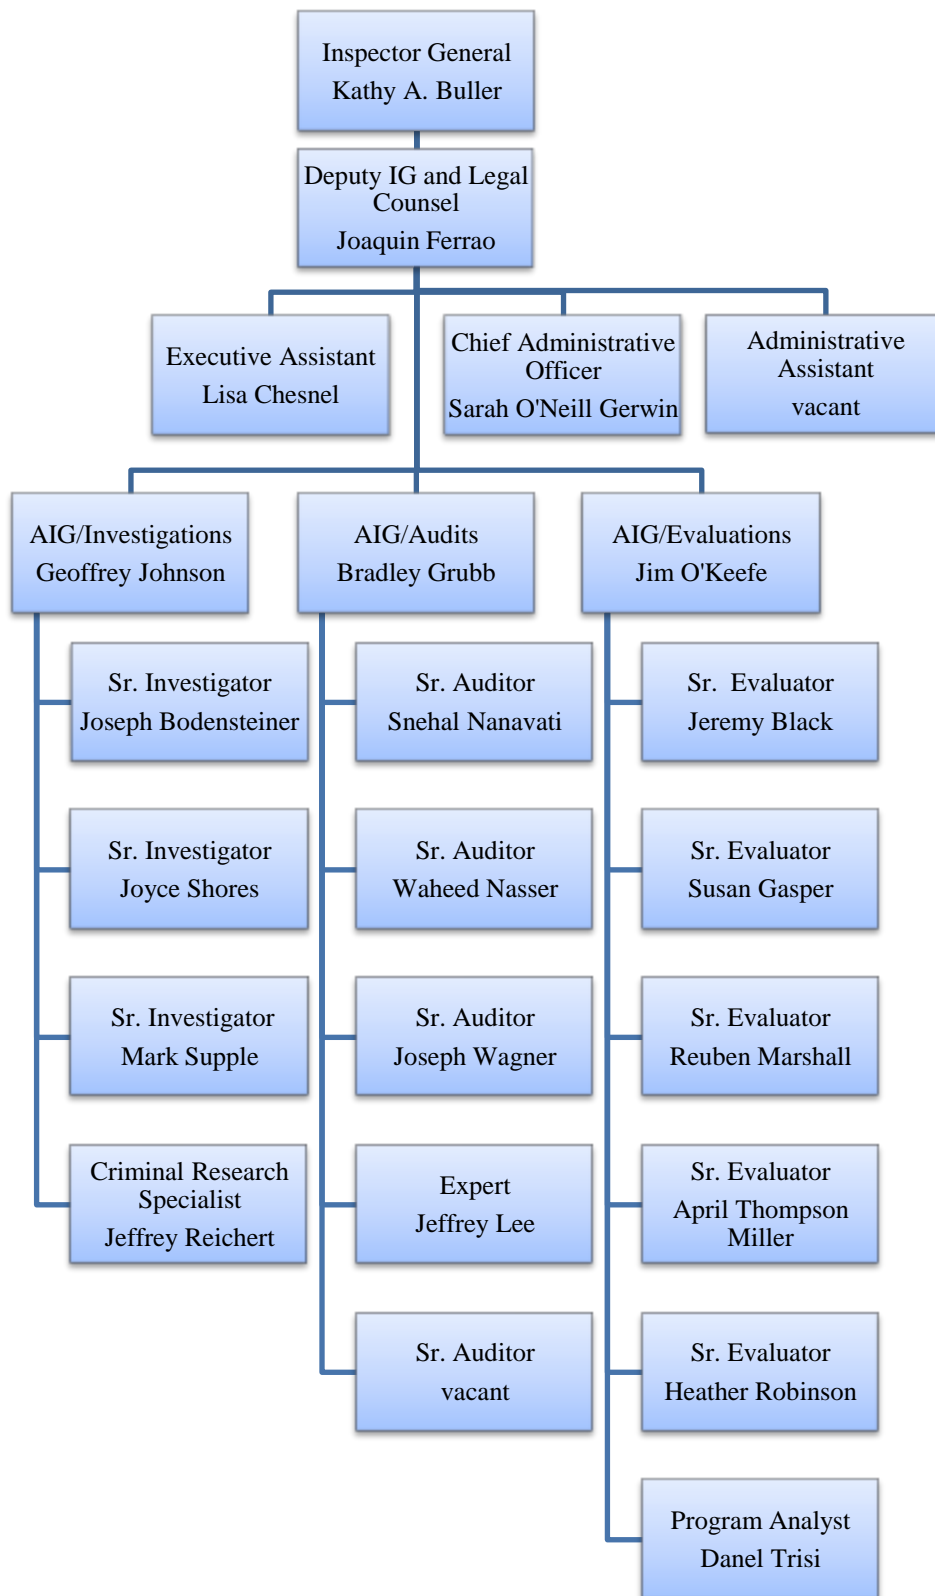 Inspector General
Kathy A. Buller
Deputy IG and Legal
Counsel
Joaquin Ferrao
Executive Assistant
Lisa Chesnel
Chief Administrative
Officer
Sarah O'Neill Gerwin
Administrative
Assistant
vacant
AIG/Investigations
Geoffrey Johnson
Sr. Investigator
Joseph Bodensteiner
Sr. Investigator
Joyce Shores
Sr. Investigator
Mark Supple
Criminal Research
Specialist
Jeffrey Reichert
AIG/Audits
Bradley Grubb
Sr. Auditor
Snehal Nanavati
Sr. Auditor
Waheed Nasser
Sr. Auditor
Joseph Wagner
Expert
Jeffrey Lee
Sr. Auditor
vacant
AIG/Evaluations
Jim O'Keefe
Sr.  Evaluator
Jeremy Black
Sr. Evaluator
Susan Gasper
Sr. Evaluator
Reuben Marshall
Sr. Evaluator
April Thompson
Miller
Sr. Evaluator
Heather Robinson
Program Analyst
Danel Trisi